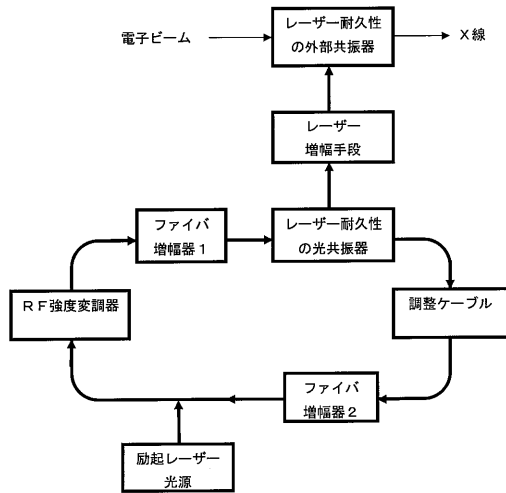 電子ビーム
レーザー耐久性
の外部共振器
X線
レーザー
増幅手段
ファイバ
増幅器1
レーザー耐久性
の光共振器
RF強度変調器
調整ケーブル
ファイバ
増幅器2
励起レーザー
光源